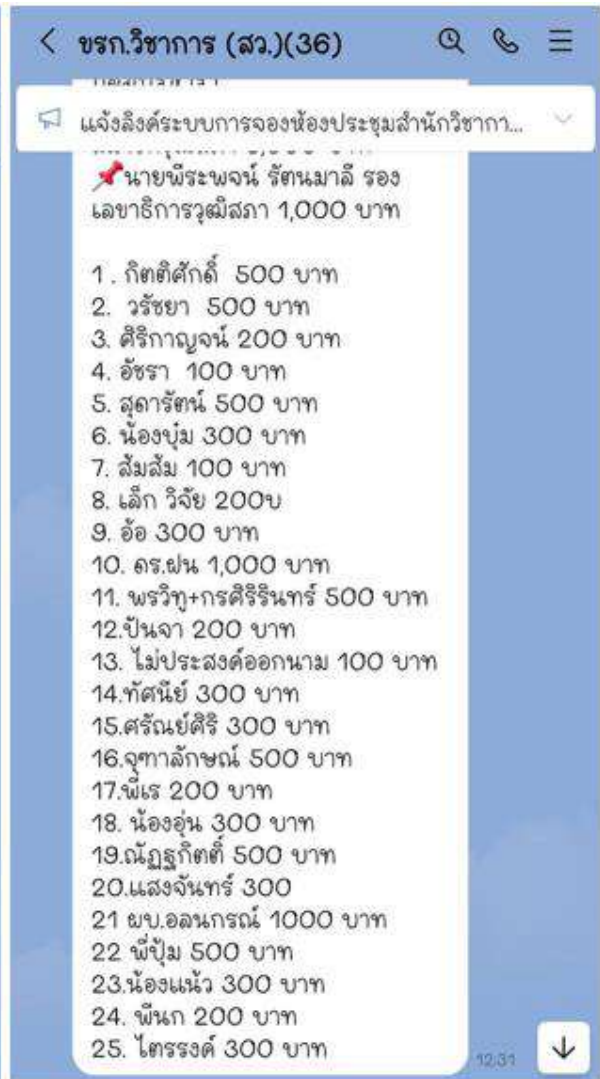 ขรก.วิชาการ (สว.)(36)
แจ้งลิงค์ระบบการจองห้องประชุมสำนักวิชากา...
📌นายพีระพจน์ รัตนมาลี รอง
เลขาธิการวุฒิสภา 1,000 บาท
1 . กิตติศักดิ์ 500 บาท
2. วรัชยา 500 บาท
3. ศิริกาญจน์ 200 บาท
4. อัชรา 100 บาท
5. สุดารัตน์ 500 บาท
6. น้องบุ๋ม 300 บาท
7. ส้มส้ม 100 บาท
8. เล็ก วิจัย 200บ
9. อ้อ 300 บาท
10. ดร.ฝน 1,000 บาท
11. พรวิทู+กรศิริรินทร์ 500 บาท
12.ปันจา 200 บาท
13. ไม่ประสงค์ออกนาม 100 บาท
14.ทัศนีย์ 300 บาท
15.ศรัณย์ศิริ 300 บาท
16.จุฑาลักษณ์ 500 บาท
17.พี่เร 200 บาท
18. น้องอุ่น 300 บาท
19.ณัฏฐกิตติ์ 500 บาท
20.แสงจันทร์ 300
21 ผบ.อลนกรณ์ 1000 บาท
22 พี่ปุ้ม 500 บาท
23.น้องแน้ว 300 บาท
24. พี่นก 200 บาท
25. ไตรรงค์ 300 บาท
12.31